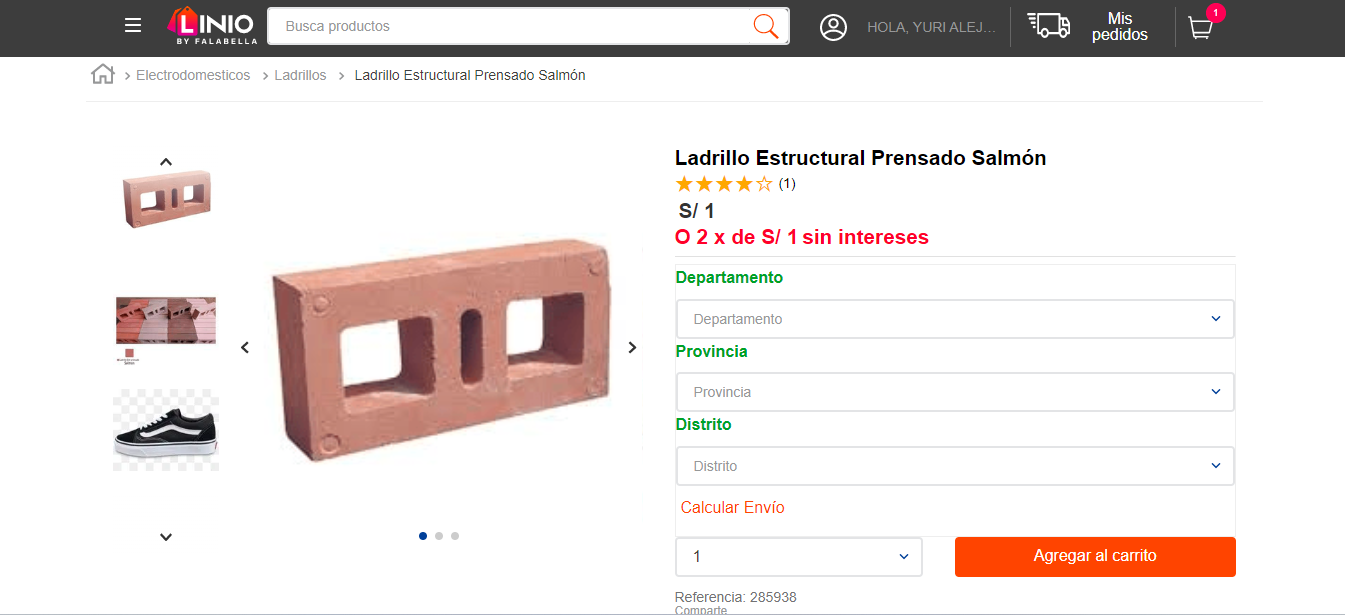 LINIO
BY FALABELLA
Busca productos
HOLA, YURI ALEJ...
Mis
pedidos
1
Electrodomesticos > Ladrillos > Ladrillo Estructural Prensado Salmón
Ladrillo Estructural Prensado Salmón
(1)
S/ 1
O 2 x de S/ 1 sin intereses
Departamento
Departamento
Provincia
Provincia
Distrito
Distrito
Calcular Envío
1
Agregar al carrito
Referencia: 285938
Comparte